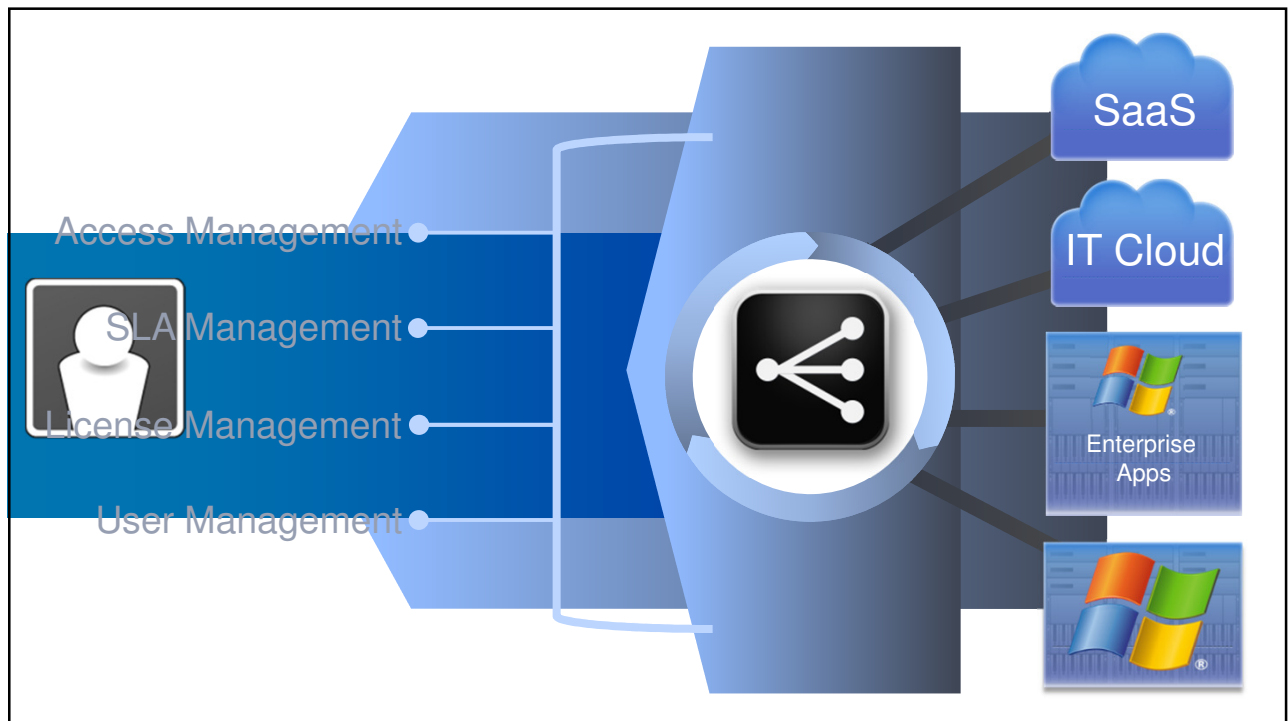 Access Management
SLA Management
License Management
User Management
SaaS
IT Cloud
Enterprise
Apps
®
®